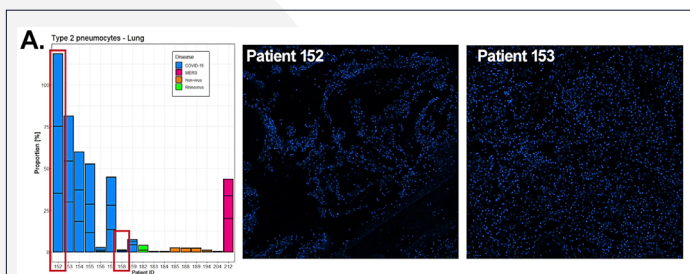 A.
Type 2 pneumocytes - Lung
Disease
COVID-19
MERS
Non-virus
Rhinovirus
Proportion [%]
100
75
50
25
0
152 153 154 155 156 158 159 182 183 184 185 188 189 194 204 212
Patient ID
Patient 152
Patient 153